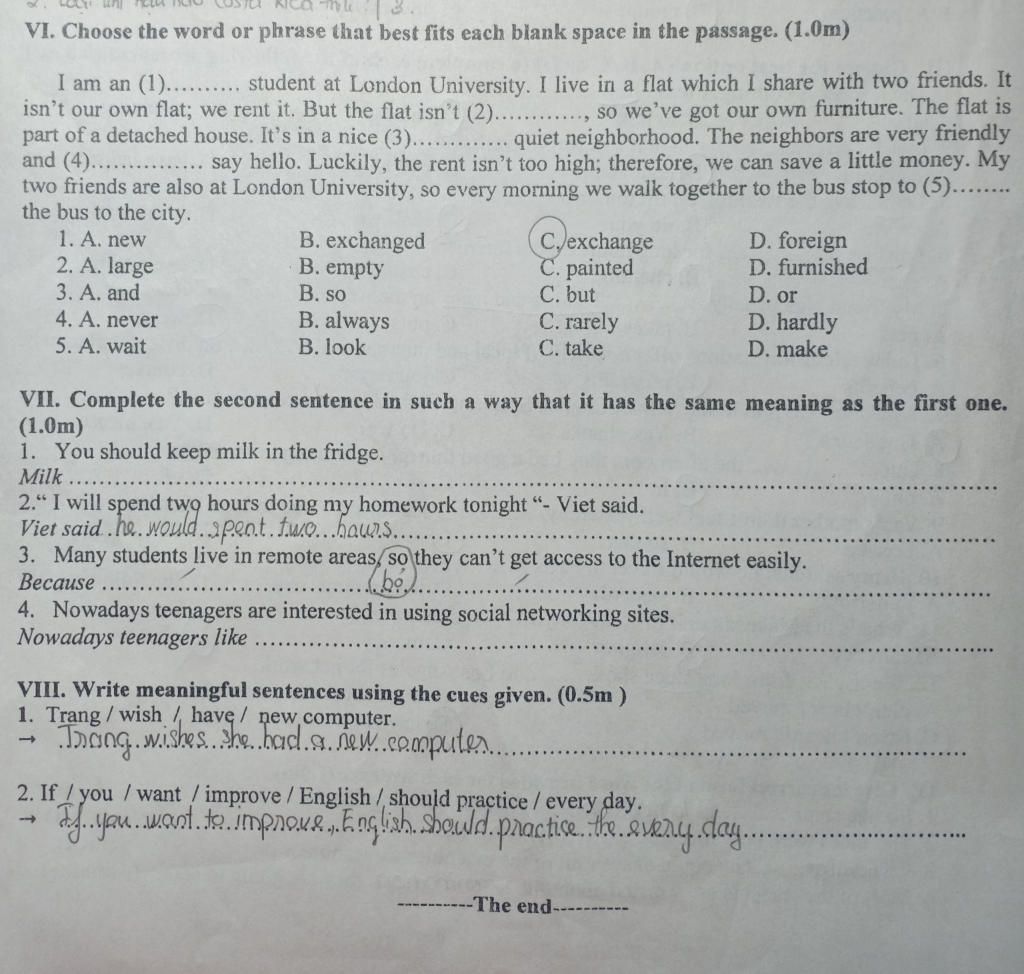 VI. Choose the word or phrase that best fits each blank space in the passage. (1.0m)
I am an (1).......... student at London University. I live in a flat which I share with two friends. It
isn't our own flat; we rent it. But the flat isn't (2)............, so we've got our own furniture. The flat is
part of a detached house. It's in a nice (3)............. quiet neighborhood. The neighbors are very friendly
and (4)............... say hello. Luckily, the rent isn't too high; therefore, we can save a little money. My
two friends are also at London University, so every morning we walk together to the bus stop to (5)........
the bus to the city.
1. A. new B. exchanged C. exchange D. foreign
2. A. large B. empty C. painted D. furnished
3. A. and B. so C. but D. or
4. A. never B. always C. rarely D. hardly
5. A. wait B. look C. take D. make
VII. Complete the second sentence in such a way that it has the same meaning as the first one.
(1.0m)
1. You should keep milk in the fridge.
Milk ..........
2.“ I will spend two hours doing my homework tonight “- Viet said.
Viet said he would spent two hours
3. Many students live in remote areas, so they can't get access to the Internet easily.
Because .......... bỏ ..........
4. Nowadays teenagers are interested in using social networking sites.
Nowadays teenagers like ..........
VIII. Write meaningful sentences using the cues given. (0.5m )
1. Trang / wish / have / new computer.
→ Trang wishes she had a new computer
2. If / you / want / improve / English / should practice / every day.
→ If you want to improve, English should practice the every day
----------The end----------